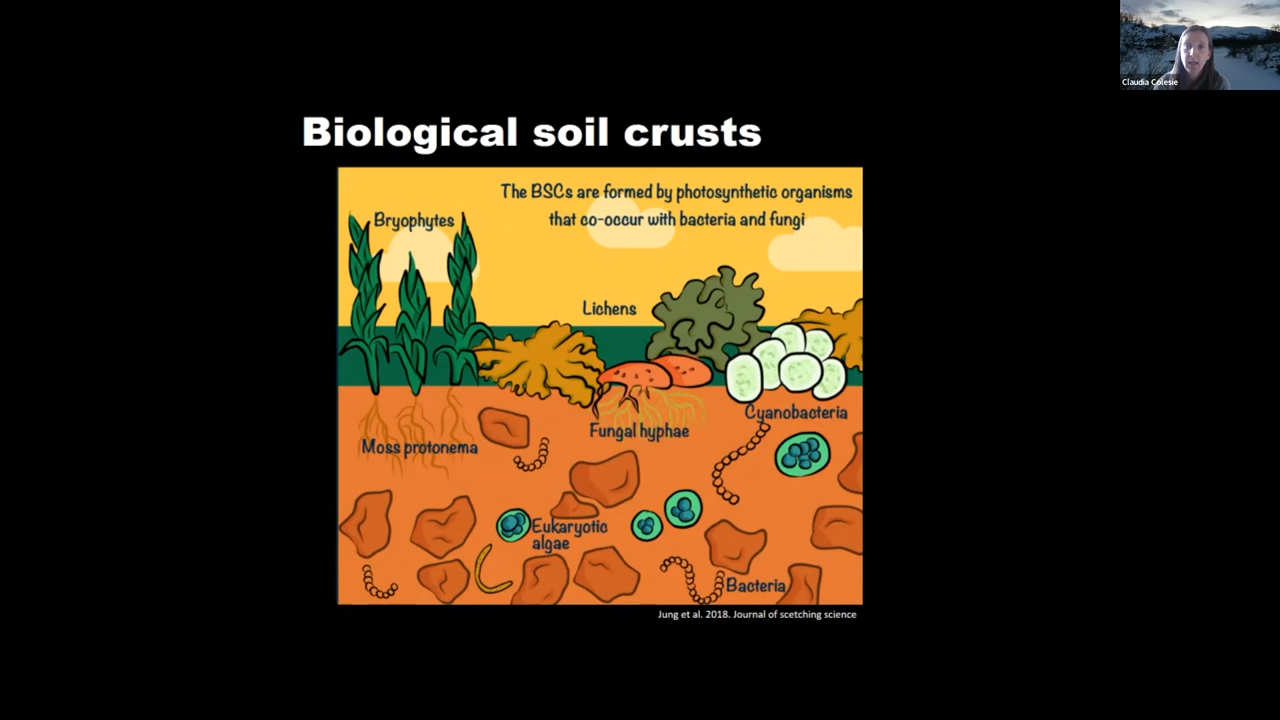 Claudia Colesie
Biological soil crusts
The BSCs are formed by photosynthetic organisms
that co-occur with bacteria and fungi
Bryophytes
Lichens
Cyanobacteria
Fungal hyphae
Moss protonema
Eukaryotic
algae
Bacteria
Jung et al. 2018. Journal of scetching science